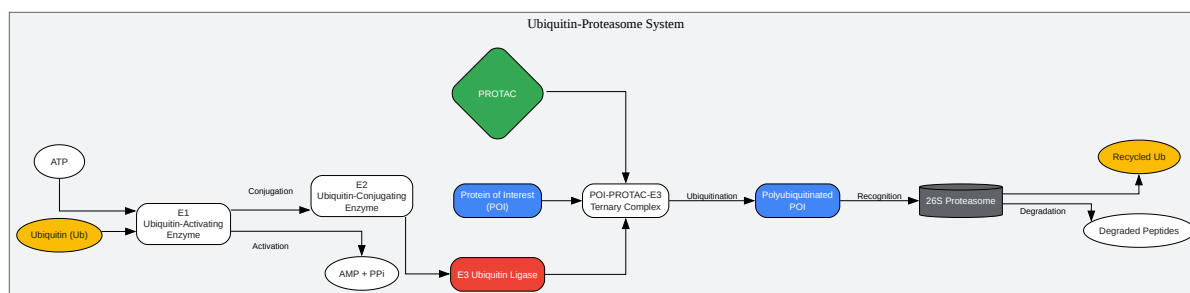 Ubiquitin-Proteasome System
PROTAC
ATP
Ubiquitin (Ub)
E1
Ubiquitin-Activating
Enzyme
Conjugation
Activation
E2
Ubiquitin-Conjugating
Enzyme
AMP + PPi
Protein of Interest
(POI)
E3 Ubiquitin Ligase
POI-PROTAC-E3
Ternary Complex
Ubiquitination
Polyubiquitinated
POI
Recognition
26S Proteasome
Degradation
Recycled Ub
Degraded Peptides